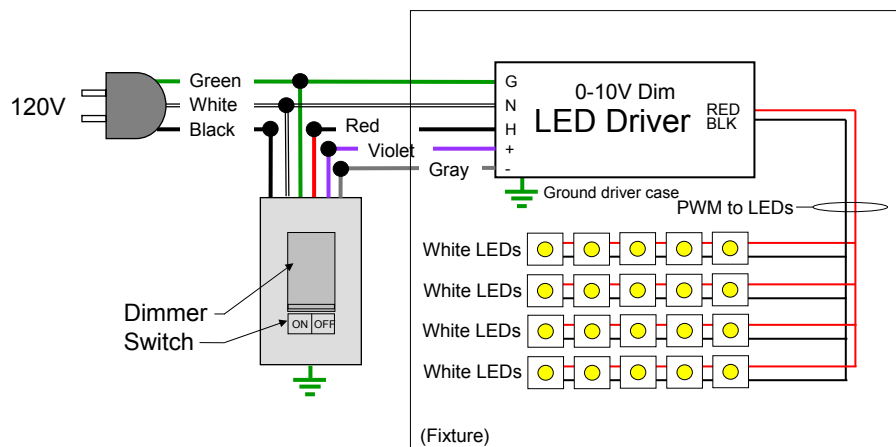 120V
Green
White
Black
Red
Violet
Gray
G
N
H
+
-
0-10V Dim
LED Driver
RED
BLK
Ground driver case
PWM to LEDs
White LEDs
White LEDs
White LEDs
White LEDs
Dimmer
Switch
ON OFF
(Fixture)